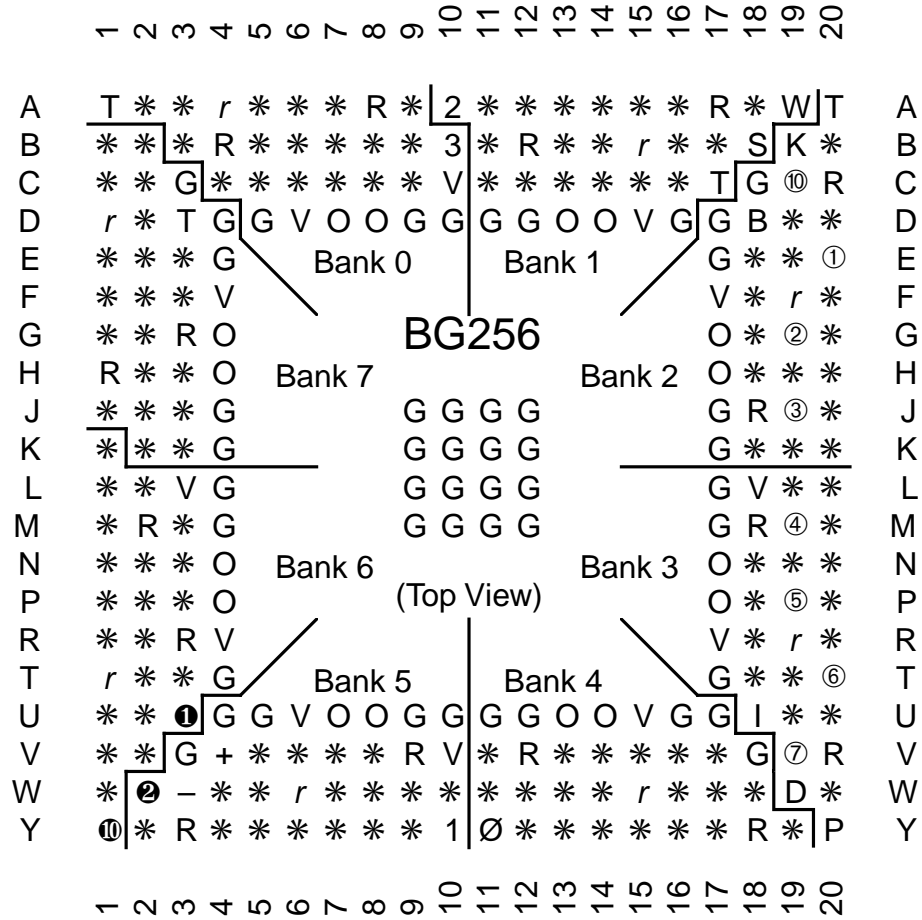 1 2 3 4 5 6 7 8 9 10 11 12 13 14 15 16 17 18 19 20
A T ✳ ✳ r ✳ ✳ ✳ R ✳ 2 ✳ ✳ ✳ ✳ ✳ ✳ R ✳ W T A
B ✳ ✳ ✳ R ✳ ✳ ✳ ✳ ✳ 3 ✳ R ✳ ✳ r ✳ ✳ S K ✳ B
C ✳ ✳ G ✳ ✳ ✳ ✳ ✳ ✳ V ✳ ✳ ✳ ✳ ✳ ✳ T G ⑩ R C
D r ✳ T G G V O O G G G G O O V G G B ✳ ✳ D
E ✳ ✳ ✳ G Bank 0 Bank 1 G ✳ ✳ ① E
F ✳ ✳ ✳ V V ✳ r ✳ F
G ✳ ✳ R O BG256 O ✳ ② ✳ G
H R ✳ ✳ O Bank 7 Bank 2 O ✳ ✳ ✳ H
J ✳ ✳ ✳ G G G G G G R ③ ✳ J
K ✳ ✳ ✳ G G G G G G ✳ ✳ ✳ K
L ✳ ✳ V G G G G G G V ✳ ✳ L
M ✳ R ✳ G G G G G G R ④ ✳ M
N ✳ ✳ ✳ O Bank 6 Bank 3 O ✳ ✳ ✳ N
P ✳ ✳ ✳ O (Top View) O ✳ ⑤ ✳ P
R ✳ ✳ R V V ✳ r ✳ R
T r ✳ ✳ G Bank 5 Bank 4 G ✳ ✳ ⑥ T
U ✳ ✳ ❶ G G V O O G G G G O O V G G I ✳ ✳ U
V ✳ ✳ G + ✳ ✳ ✳ ✳ R V ✳ R ✳ ✳ ✳ ✳ ✳ G ⑦ R V
W ✳ ❷ – ✳ ✳ r ✳ ✳ ✳ ✳ ✳ ✳ ✳ ✳ r ✳ ✳ ✳ D ✳ W
Y ❿ ✳ R ✳ ✳ ✳ ✳ ✳ ✳ 1 Ø ✳ ✳ ✳ ✳ ✳ ✳ R ✳ P Y
1 2 3 4 5 6 7 8 9 10 11 12 13 14 15 16 17 18 19 20